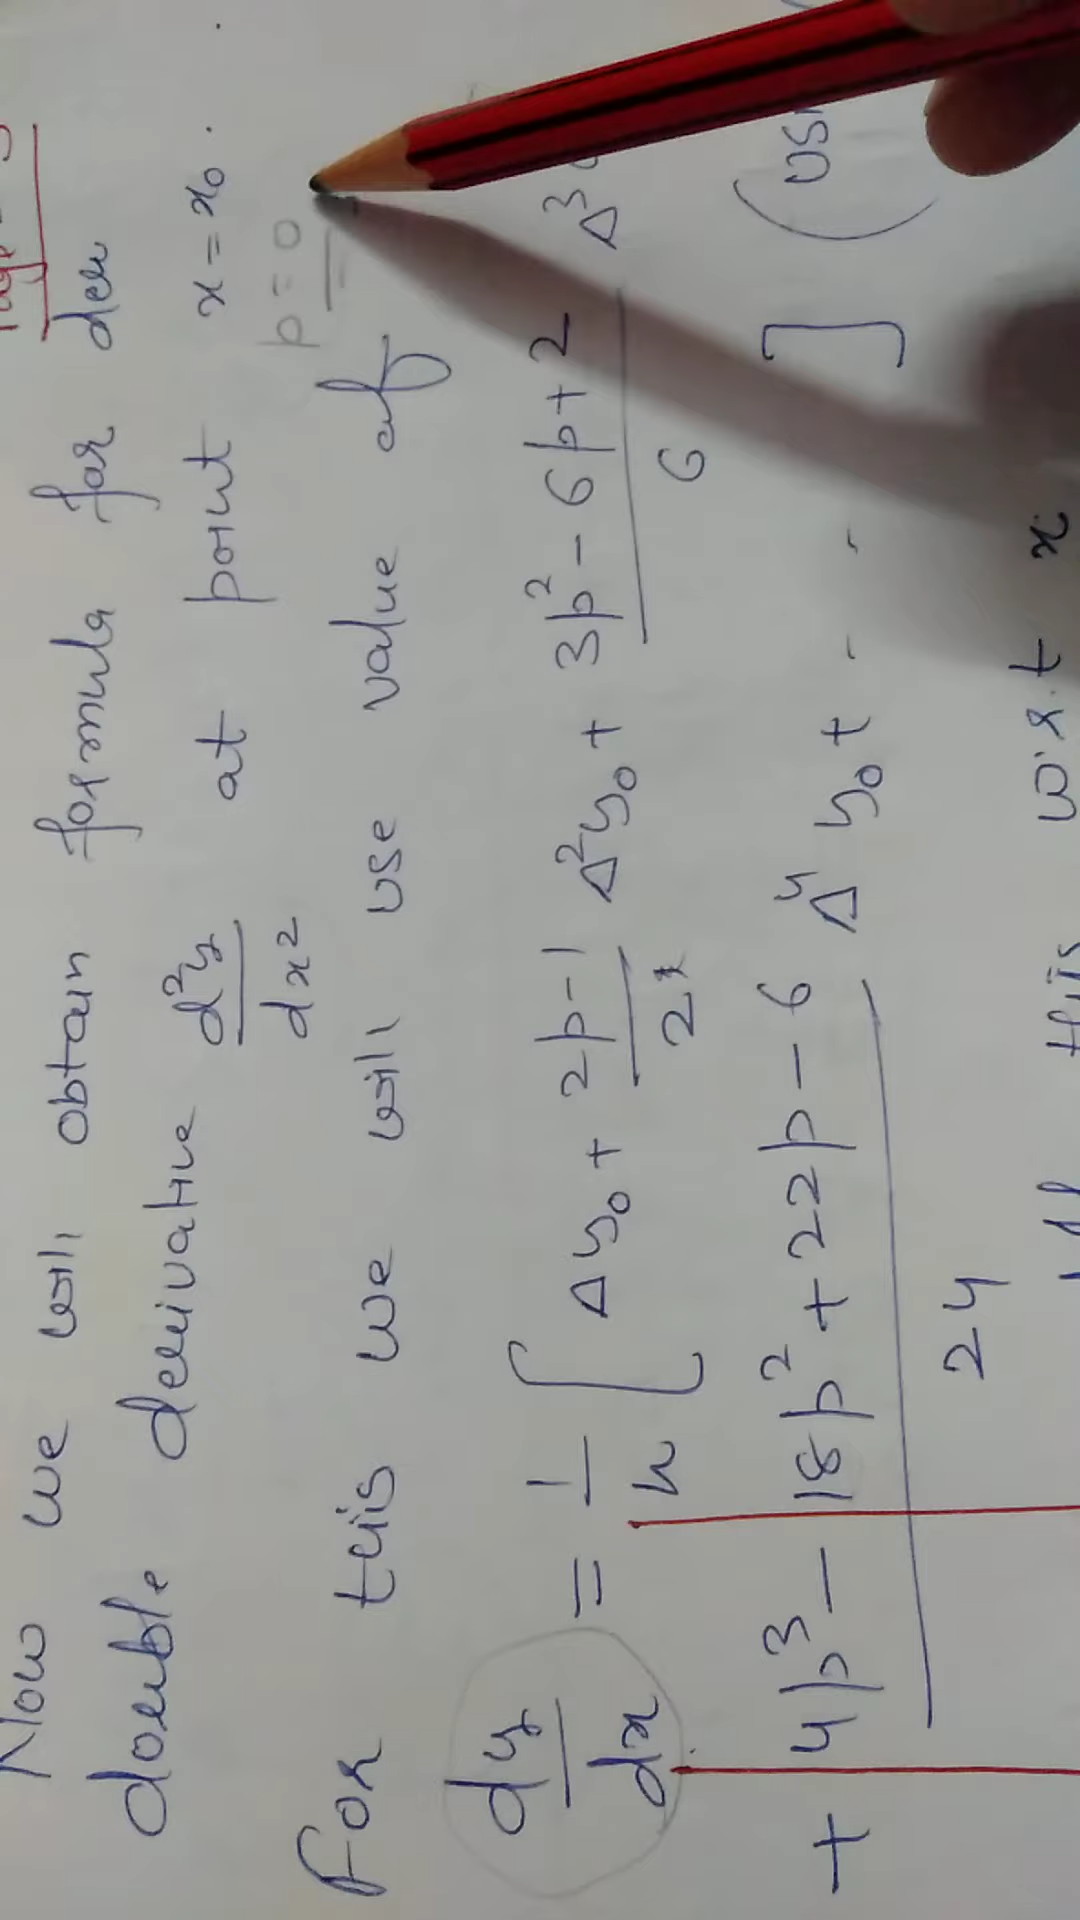 Now we will obtain formula for der
double derivative d²y/dx² at point x = x₀.
p = 0
For this we will use value of
dy/dx = 1/h [ Δy₀ + 2p-1/2! Δ²y₀ + 3p² - 6p + 2/6 Δ³
+ 4p³ - 18p² + 22p - 6/24 Δ⁴y₀ + - - ]
w.r.t x